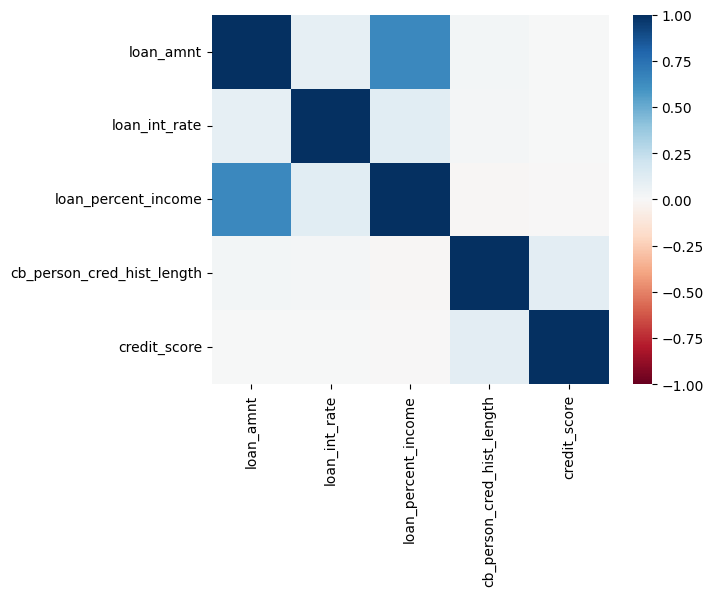 loan_amnt
loan_int_rate
loan_percent_income
cb_person_cred_hist_length
credit_score
loan_amnt
loan_int_rate
loan_percent_income
cb_person_cred_hist_length
credit_score
1.00
0.75
0.50
0.25
0.00
−0.25
−0.50
−0.75
−1.00